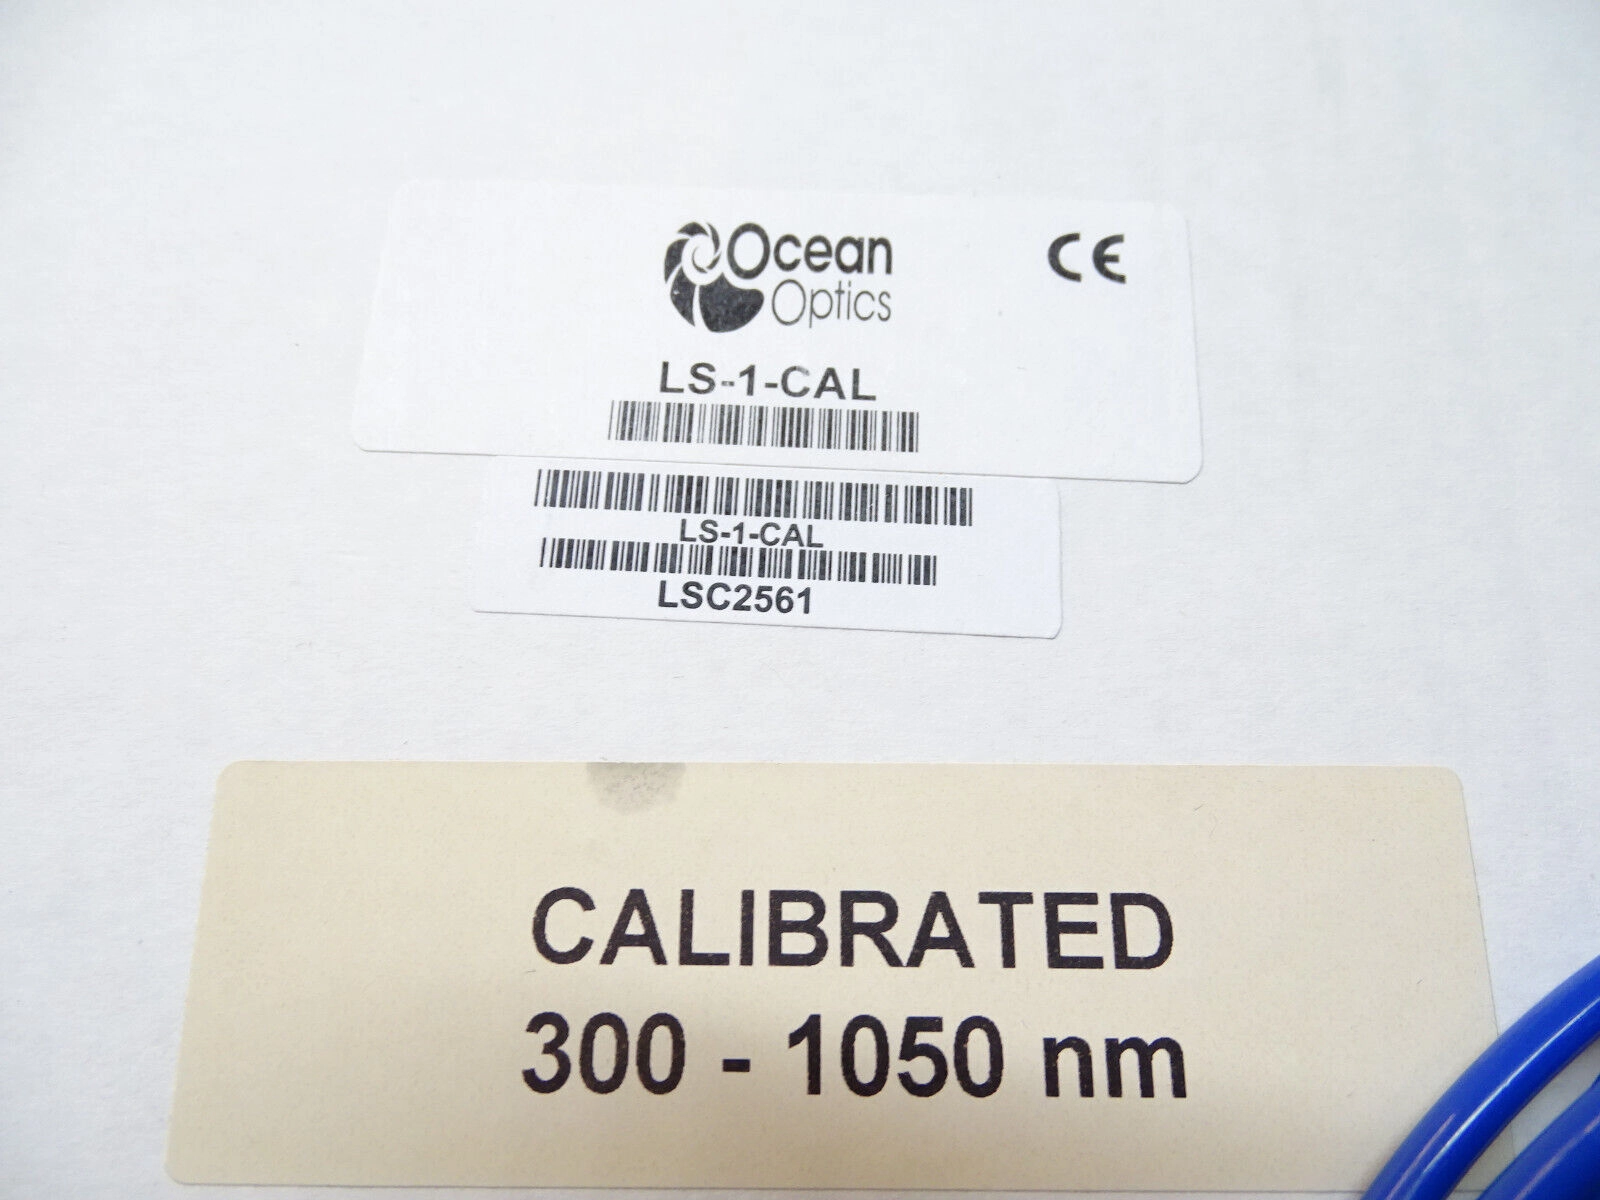 Ocean
Optics
CE
LS-1-CAL
LS-1-CAL
LSC2561
CALIBRATED
300 - 1050 nm